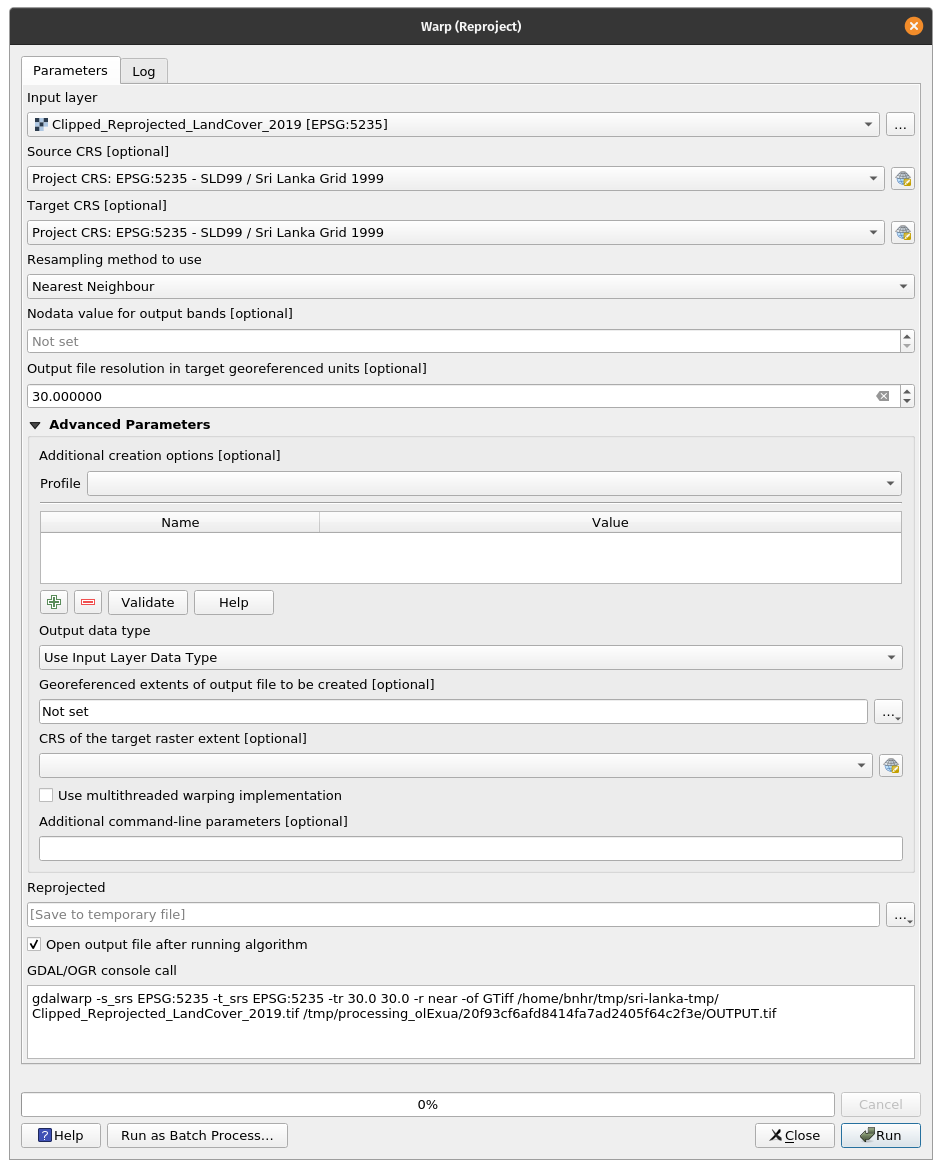 Warp (Reproject)
Parameters
Log
Input layer
Clipped_Reprojected_LandCover_2019 [EPSG:5235]
...
Source CRS [optional]
Project CRS: EPSG:5235 - SLD99 / Sri Lanka Grid 1999
Target CRS [optional]
Project CRS: EPSG:5235 - SLD99 / Sri Lanka Grid 1999
Resampling method to use
Nearest Neighbour
Nodata value for output bands [optional]
Not set
Output file resolution in target georeferenced units [optional]
30.000000
Advanced Parameters
Additional creation options [optional]
Profile
Name Value
Validate Help
Output data type
Use Input Layer Data Type
Georeferenced extents of output file to be created [optional]
Not set
...
CRS of the target raster extent [optional]
Use multithreaded warping implementation
Additional command-line parameters [optional]
Reprojected
[Save to temporary file]
...
Open output file after running algorithm
GDAL/OGR console call
gdalwarp -s_srs EPSG:5235 -t_srs EPSG:5235 -tr 30.0 30.0 -r near -of GTiff /home/bnhr/tmp/sri-lanka-tmp/
Clipped_Reprojected_LandCover_2019.tif /tmp/processing_olExua/20f93cf6afd8414fa7ad2405f64c2f3e/OUTPUT.tif
0%
Cancel
Help
Run as Batch Process...
Close
Run